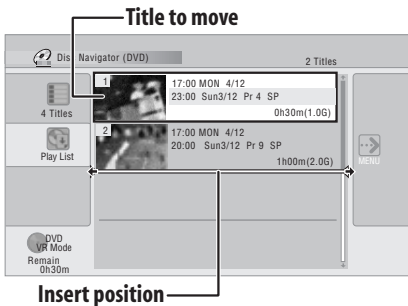 Title to move
Disc Navigator (DVD)
2 Titles
1
17:00 MON 4/12
23:00 Sun3/12 Pr 4 SP
0h30m(1.0G)
4 Titles
2
17:00 MON 4/12
20:00 Sun3/12 Pr 9 SP
1h00m(2.0G)
Play List
MENU
DVD
VR Mode
Remain
0h30m
Insert position